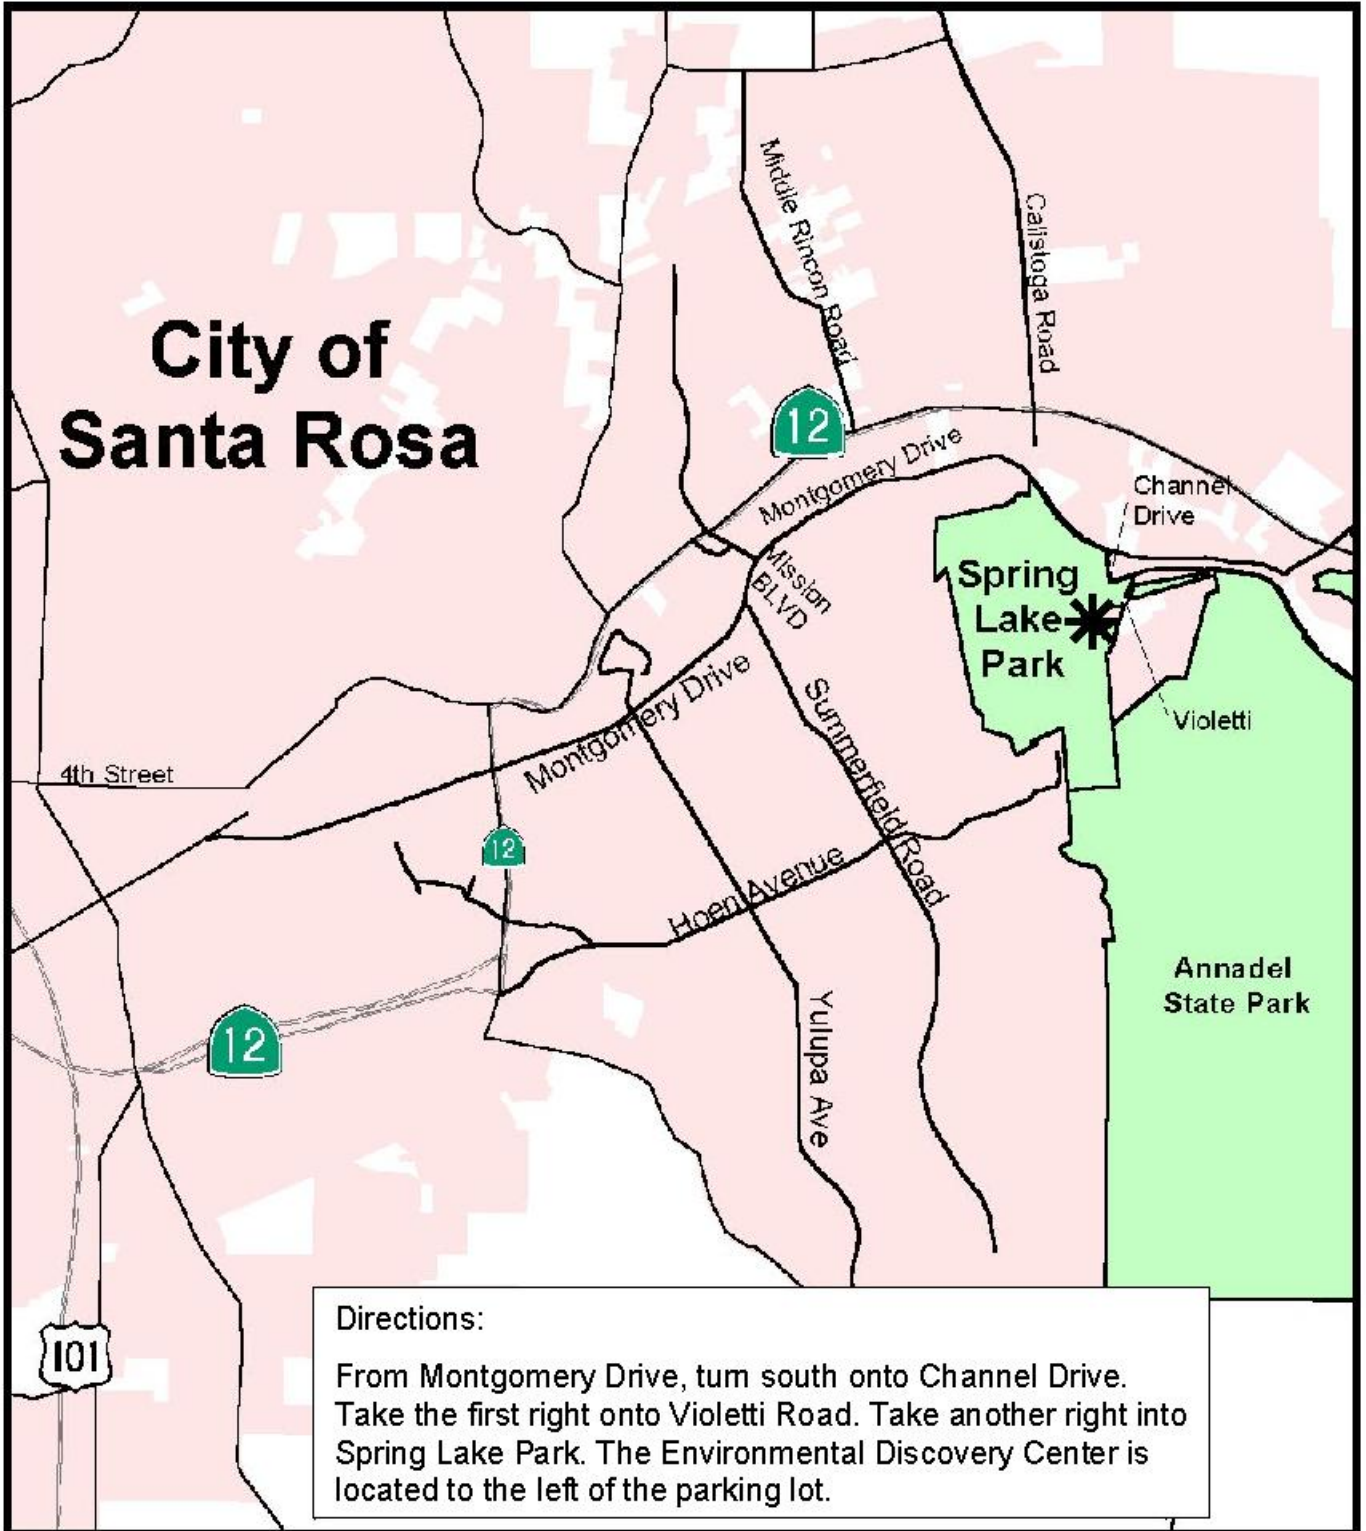 Middle Rincon Road
Calistoga Road
City of
Santa Rosa
12
Montgomery Drive
Channel
Drive
Mission
BLVD
Spring
Lake
Park
Montgomery Drive
Summerfield Road
Violetti
4th Street
12
Hoen Avenue
Annadel
State Park
12
Yulupa Ave
101
Directions:
From Montgomery Drive, turn south onto Channel Drive.
Take the first right onto Violetti Road. Take another right into
Spring Lake Park. The Environmental Discovery Center is
located to the left of the parking lot.